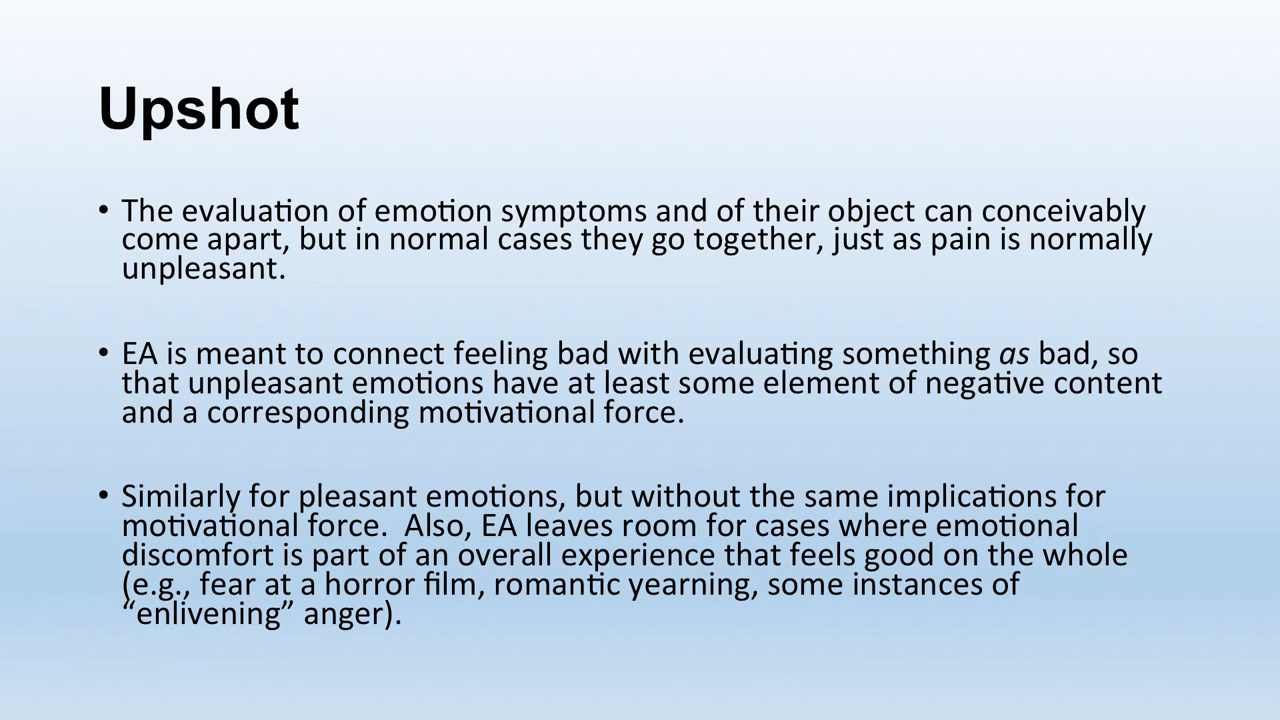 Upshot
• The evaluation of emotion symptoms and of their object can conceivably
come apart, but in normal cases they go together, just as pain is normally
unpleasant.
• EA is meant to connect feeling bad with evaluating something as bad, so
that unpleasant emotions have at least some element of negative content
and a corresponding motivational force.
• Similarly for pleasant emotions, but without the same implications for
motivational force.  Also, EA leaves room for cases where emotional
discomfort is part of an overall experience that feels good on the whole
(e.g., fear at a horror film, romantic yearning, some instances of
“enlivening” anger).